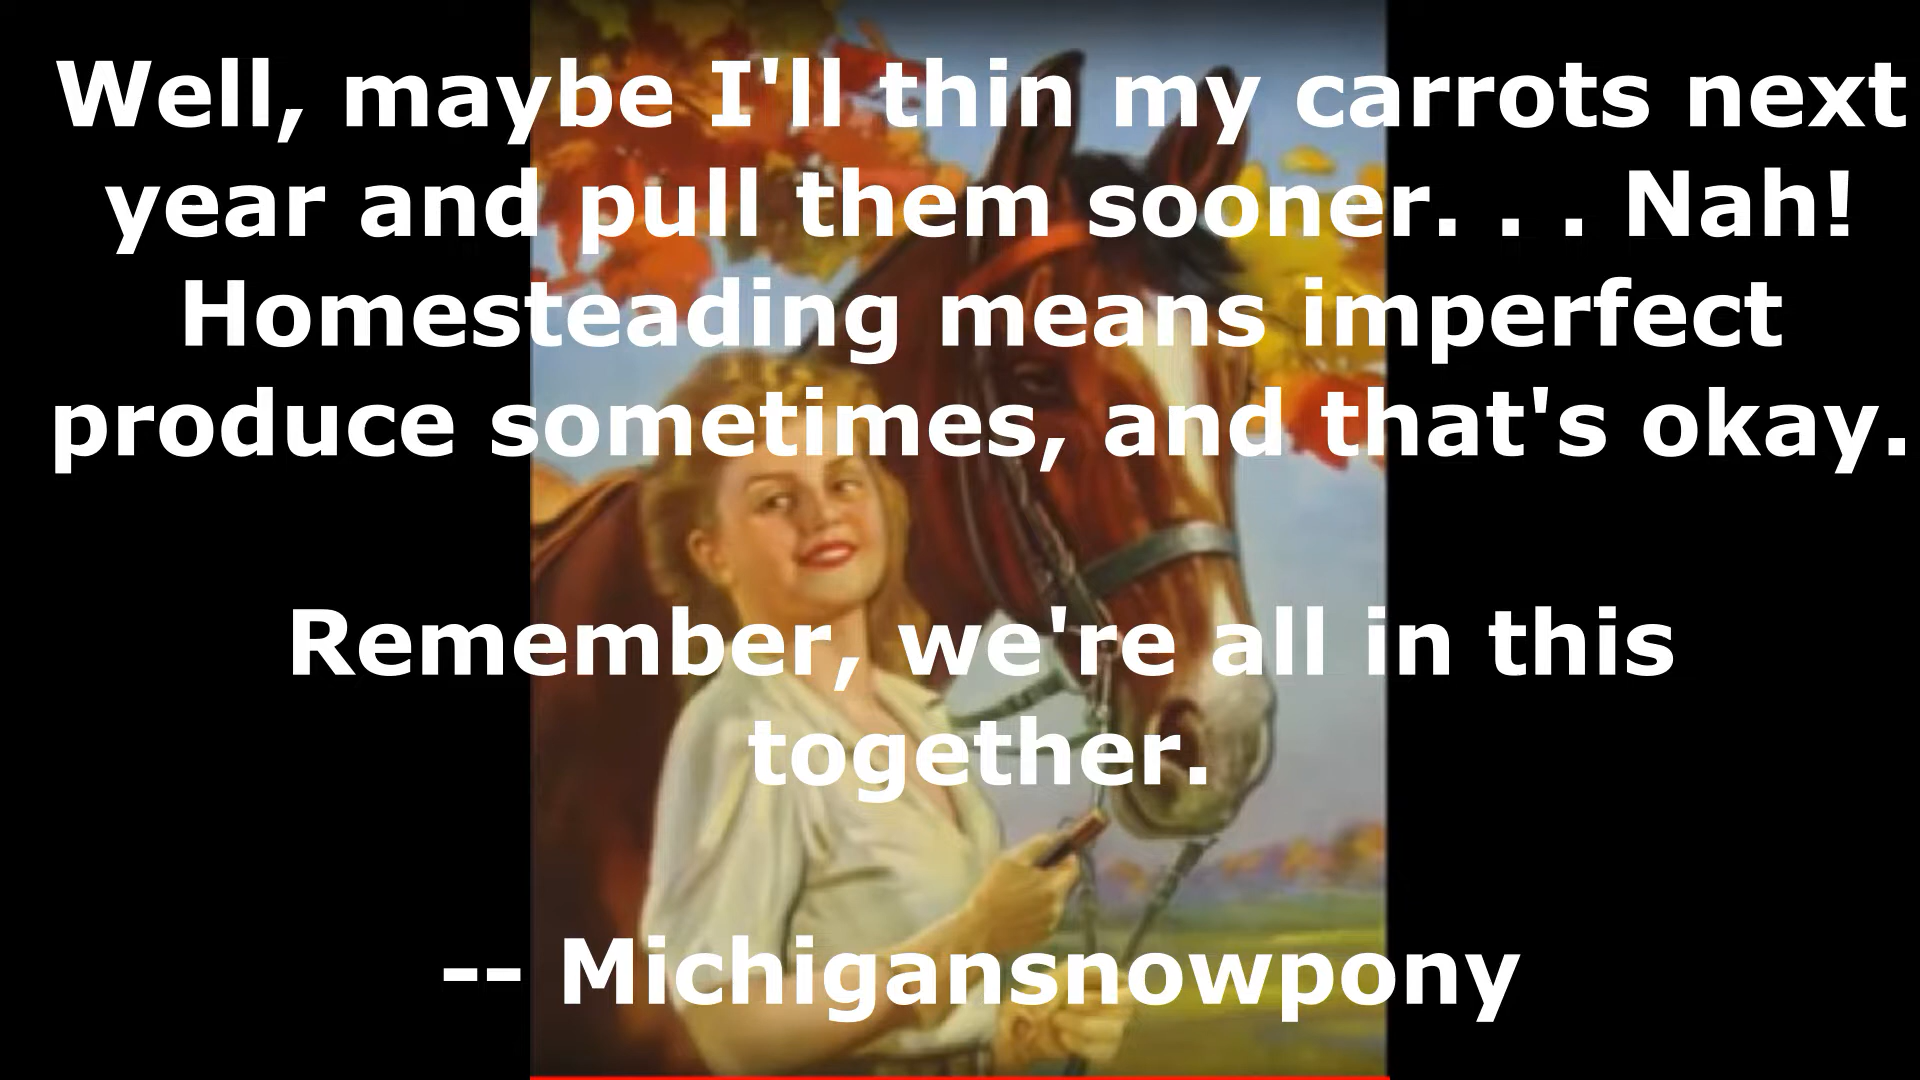 Well, maybe I'll thin my carrots next
year and pull them sooner. . . Nah!
Homesteading means imperfect
produce sometimes, and that's okay.
Remember, we're all in this
together.
-- Michigansnowpony